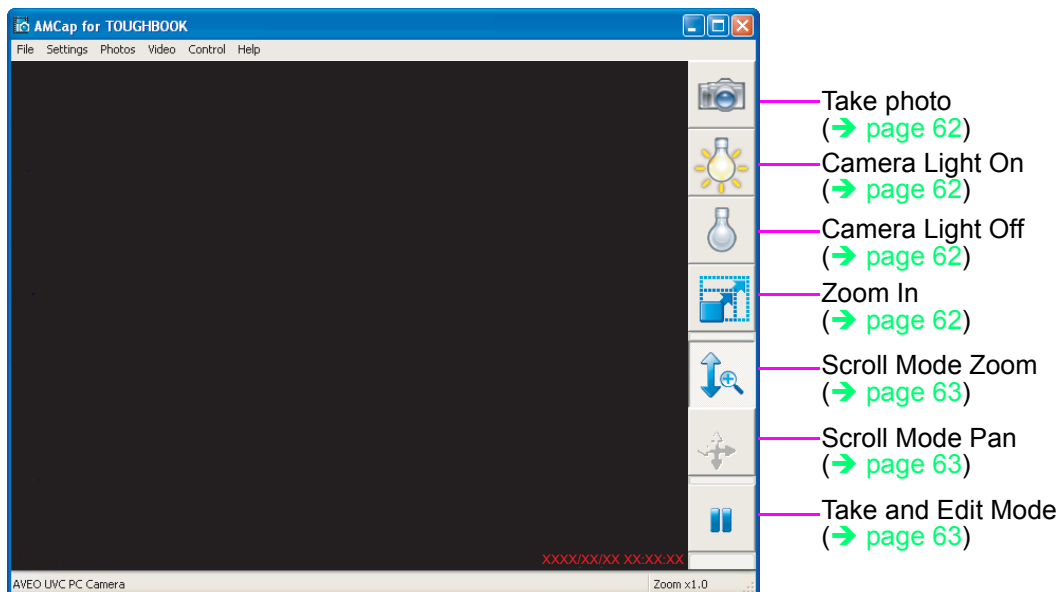 AMCap for TOUGHBOOK
File Settings Photos Video Control Help
Take photo
(➔ page 62)
Camera Light On
(➔ page 62)
Camera Light Off
(➔ page 62)
Zoom In
(➔ page 62)
Scroll Mode Zoom
(➔ page 63)
Scroll Mode Pan
(➔ page 63)
Take and Edit Mode
(➔ page 63)
XXXX/XX/XX XX:XX:XX
AVEO UVC PC Camera Zoom x1.0